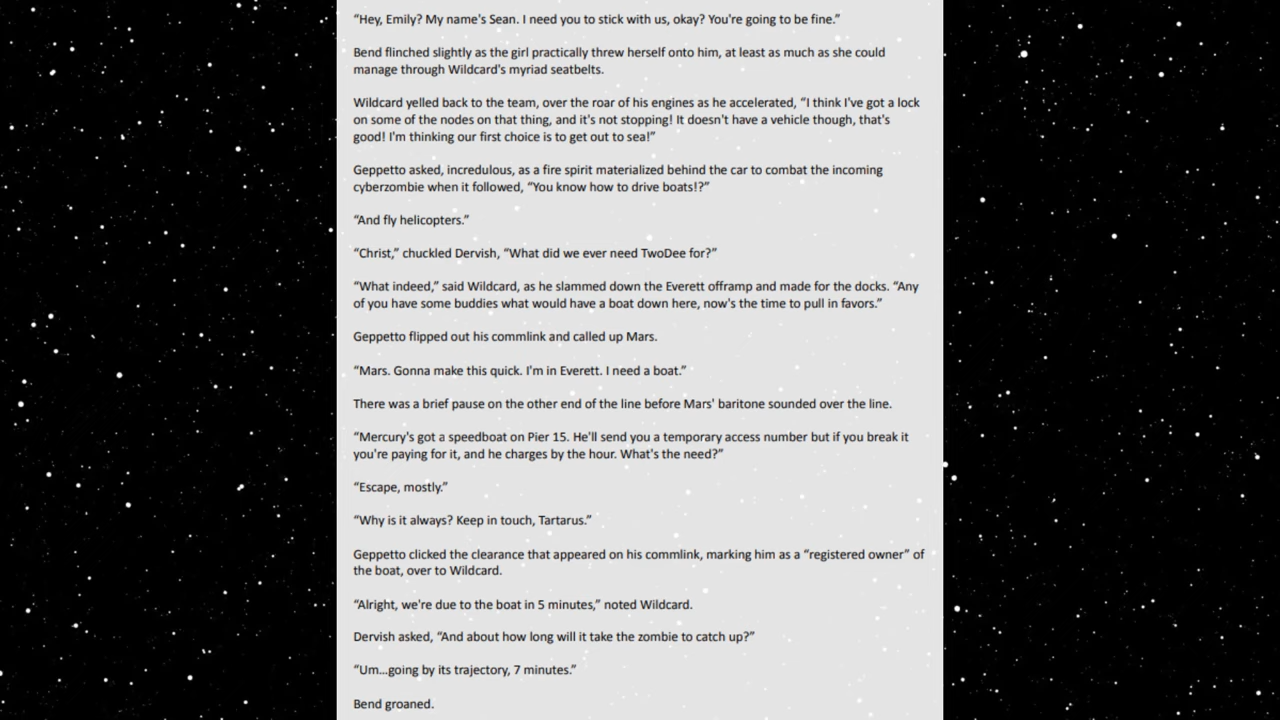 “Hey, Emily? My name's Sean. I need you to stick with us, okay? You're going to be fine.”
Bend flinched slightly as the girl practically threw herself onto him, at least as much as she could
manage through Wildcard's myriad seatbelts.
Wildcard yelled back to the team, over the roar of his engines as he accelerated, “I think I've got a lock
on some of the nodes on that thing, and it's not stopping! It doesn't have a vehicle though, that's
good! I'm thinking our first choice is to get out to sea!”
Geppetto asked, incredulous, as a fire spirit materialized behind the car to combat the incoming
cyberzombie when it followed, “You know how to drive boats!?”
“And fly helicopters.”
“Christ,” chuckled Dervish, “What did we ever need TwoDee for?”
“What indeed,” said Wildcard, as he slammed down the Everett offramp and made for the docks. “Any
of you have some buddies what would have a boat down here, now's the time to pull in favors.”
Geppetto flipped out his commlink and called up Mars.
“Mars. Gonna make this quick. I'm in Everett. I need a boat.”
There was a brief pause on the other end of the line before Mars' baritone sounded over the line.
“Mercury's got a speedboat on Pier 15. He'll send you a temporary access number but if you break it
you're paying for it, and he charges by the hour. What's the need?”
“Escape, mostly.”
“Why is it always? Keep in touch, Tartarus.”
Geppetto clicked the clearance that appeared on his commlink, marking him as a “registered owner” of
the boat, over to Wildcard.
“Alright, we're due to the boat in 5 minutes,” noted Wildcard.
Dervish asked, “And about how long will it take the zombie to catch up?”
“Um...going by its trajectory, 7 minutes.”
Bend groaned.